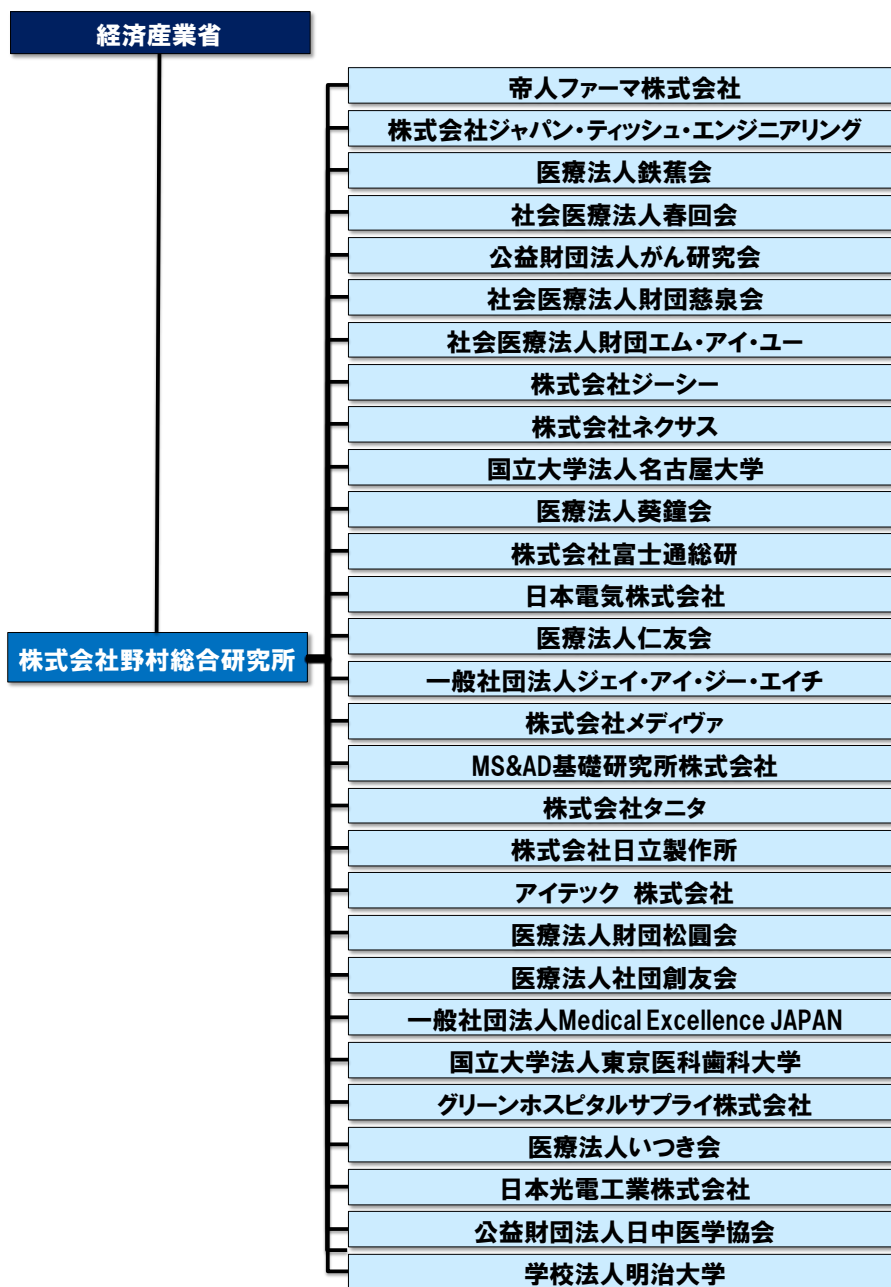 経済産業省
帝人ファーマ株式会社
株式会社ジャパン・ティッシュ・エンジニアリング
医療法人鉄蕉会
社会医療法人春回会
公益財団法人がん研究会
社会医療法人財団慈泉会
社会医療法人財団エム・アイ・ユー
株式会社ジーシー
株式会社ネクサス
国立大学法人名古屋大学
医療法人葵鐘会
株式会社富士通総研
日本電気株式会社
医療法人仁友会
株式会社野村総合研究所
一般社団法人ジェイ・アイ・ジー・エイチ
株式会社メディヴァ
MS&AD基礎研究所株式会社
株式会社タニタ
株式会社日立製作所
アイテック 株式会社
医療法人財団松圓会
医療法人社団創友会
一般社団法人Medical Excellence JAPAN
国立大学法人東京医科歯科大学
グリーンホスピタルサプライ株式会社
医療法人いつき会
日本光電工業株式会社
公益財団法人日中医学協会
学校法人明治大学